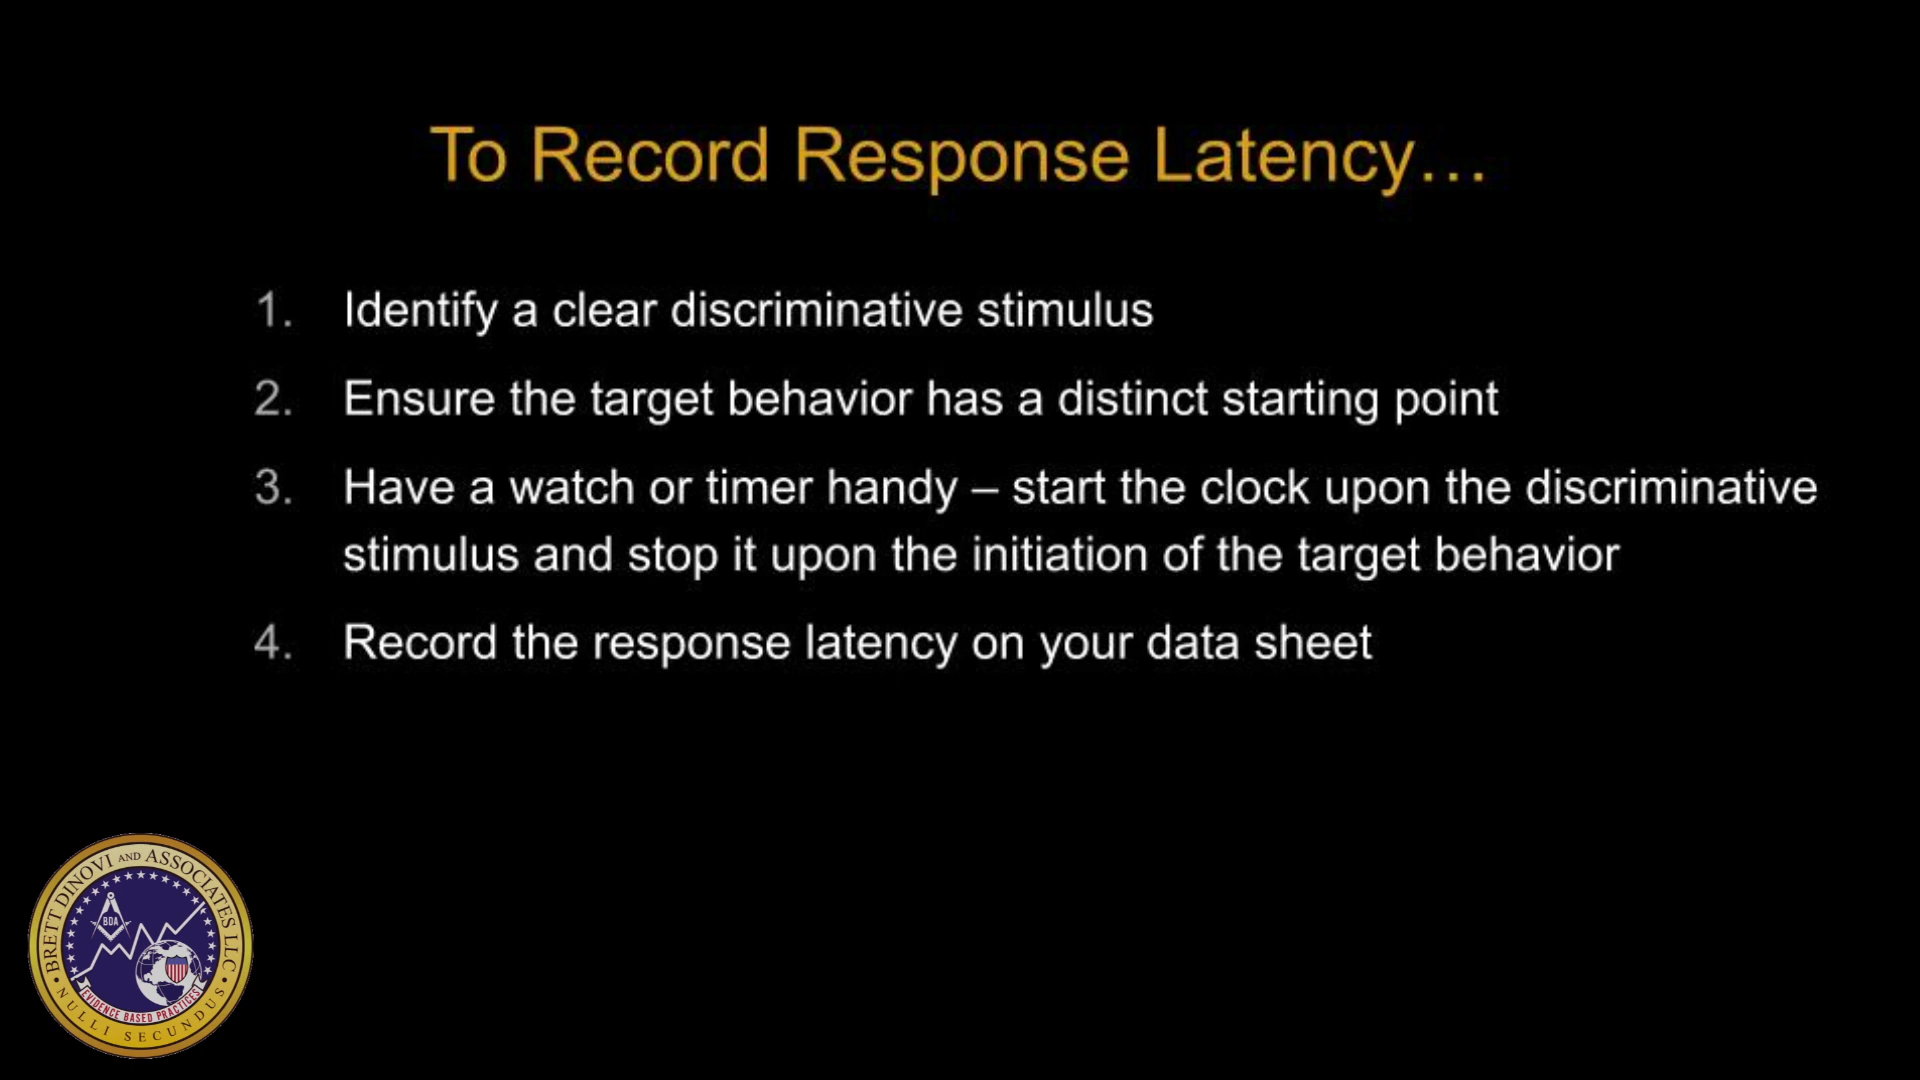 To Record Response Latency…
1. Identify a clear discriminative stimulus
2. Ensure the target behavior has a distinct starting point
3. Have a watch or timer handy – start the clock upon the discriminative
stimulus and stop it upon the initiation of the target behavior
4. Record the response latency on your data sheet
BRETT DINOVI AND ASSOCIATES LLC
BDA
EVIDENCE BASED PRACTICES
NULLI SECUNDUS